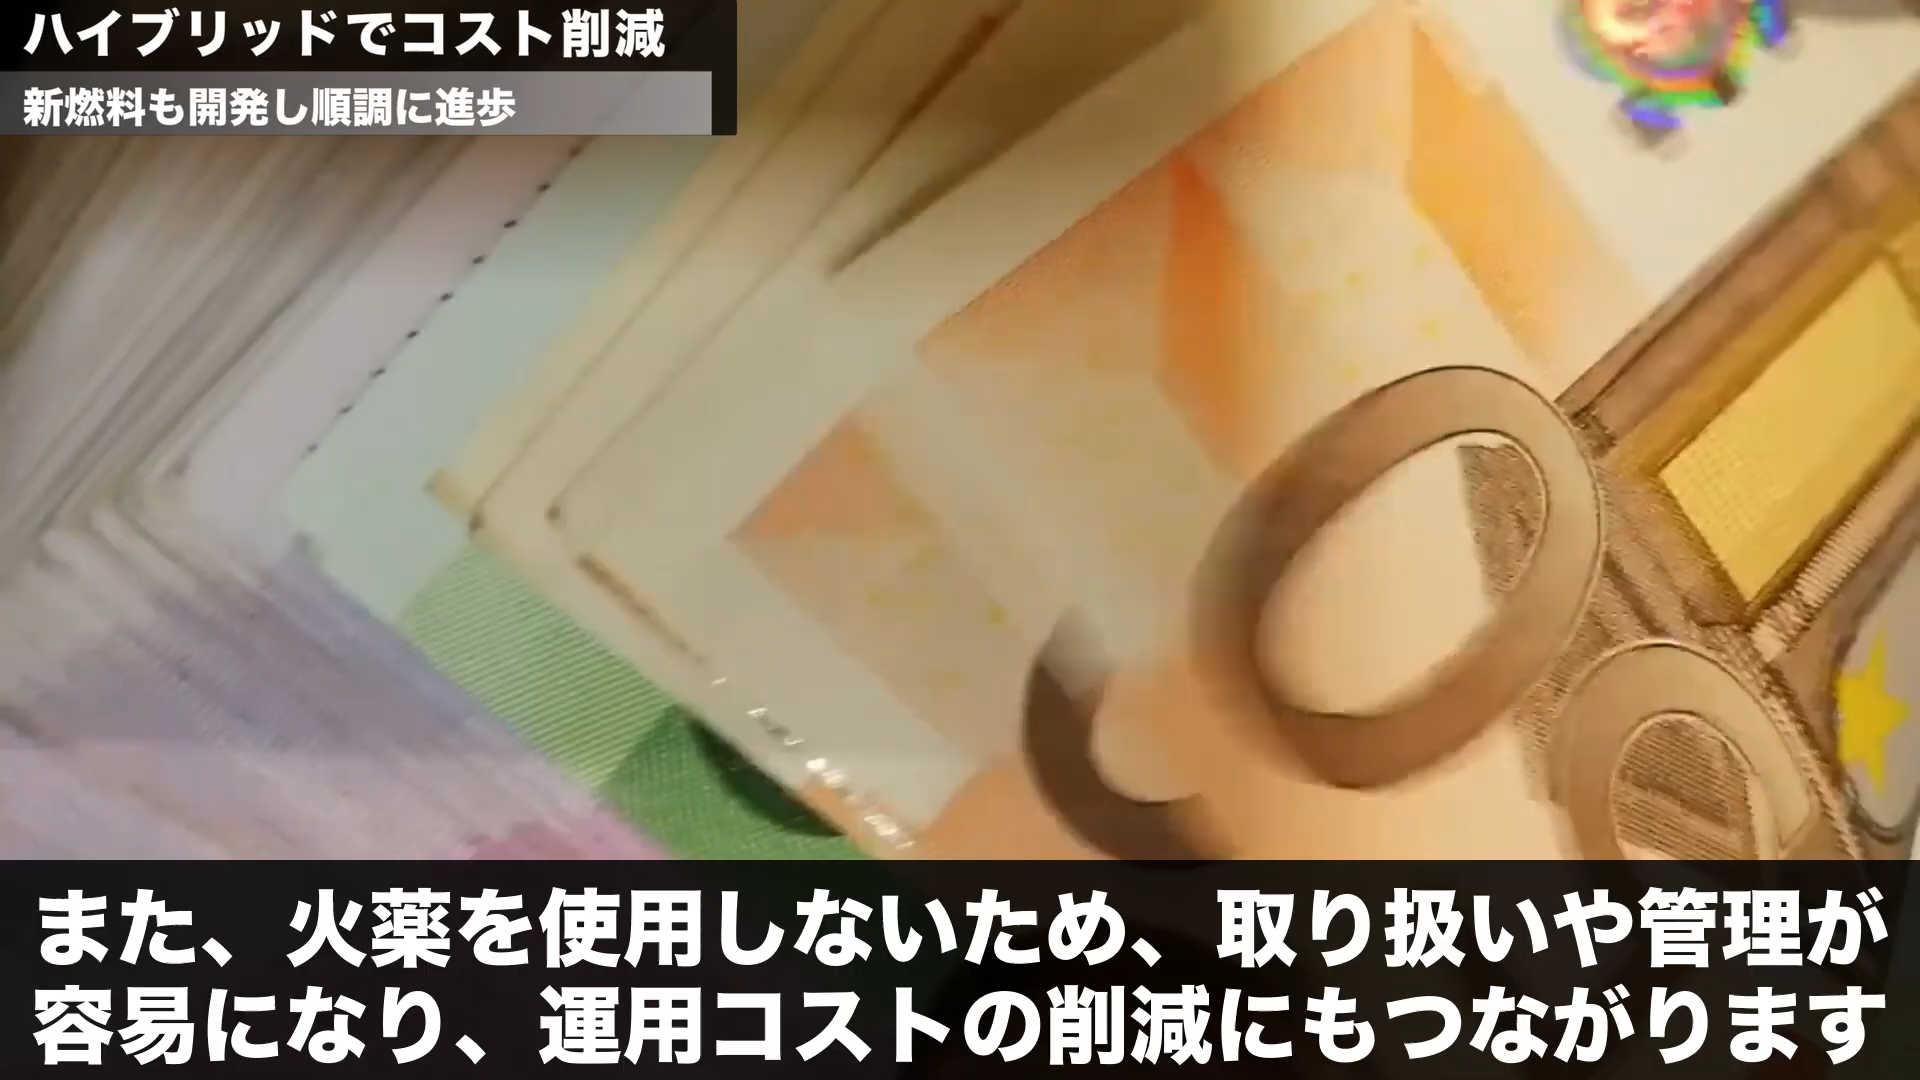 ハイブリッドでコスト削減
新燃料も開発し順調に進歩
また、火薬を使用しないため、取り扱いや管理が
容易になり、運用コストの削減にもつながります